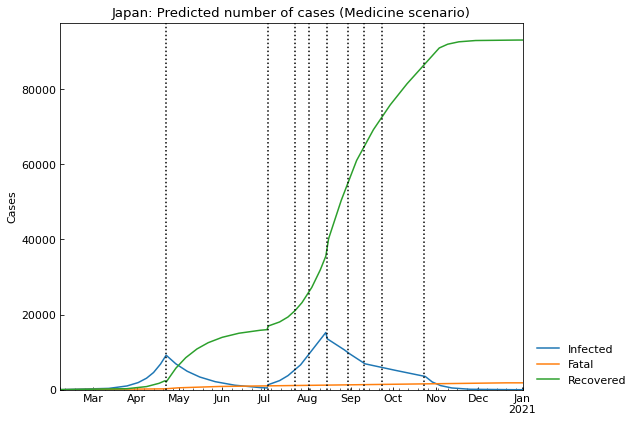 Japan: Predicted number of cases (Medicine scenario)
80000
60000
40000
20000
0
Cases
Mar Apr May Jun Jul Aug Sep Oct Nov Dec Jan
2021
Infected
Fatal
Recovered